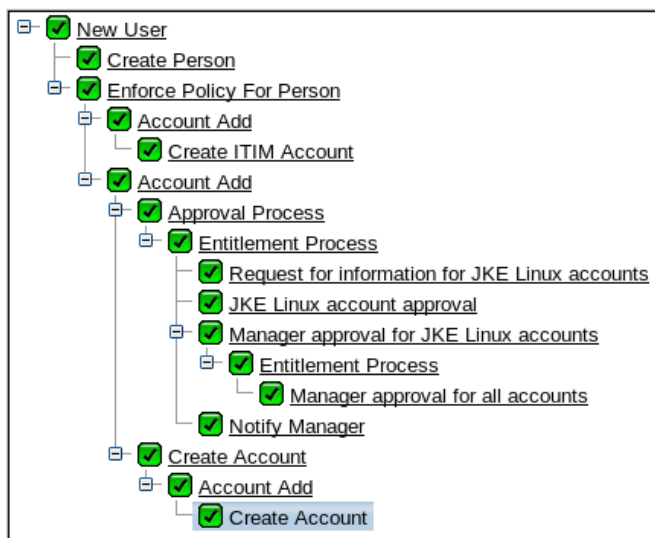 New User
Create Person
Enforce Policy For Person
Account Add
Create ITIM Account
Account Add
Approval Process
Entitlement Process
Request for information for JKE Linux accounts
JKE Linux account approval
Manager approval for JKE Linux accounts
Entitlement Process
Manager approval for all accounts
Notify Manager
Create Account
Account Add
Create Account